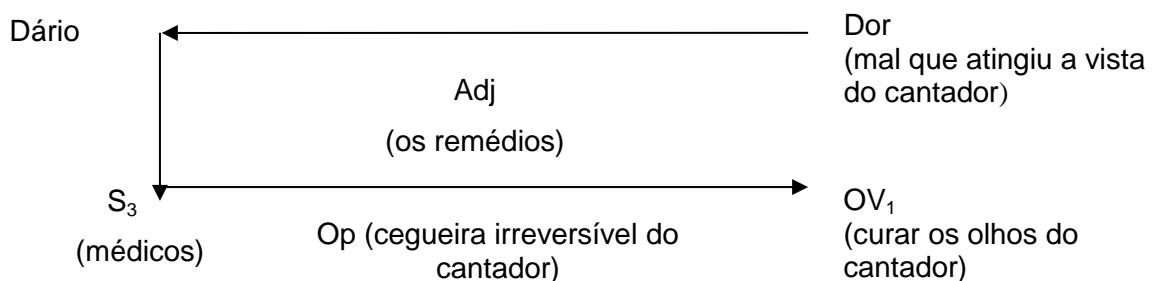 Dário
Dor
(mal que atingiu a vista
do cantador)
Adj
(os remédios)
S₃
(médicos)
Op (cegueira irreversível do
cantador)
OV₁
(curar os olhos do
cantador)